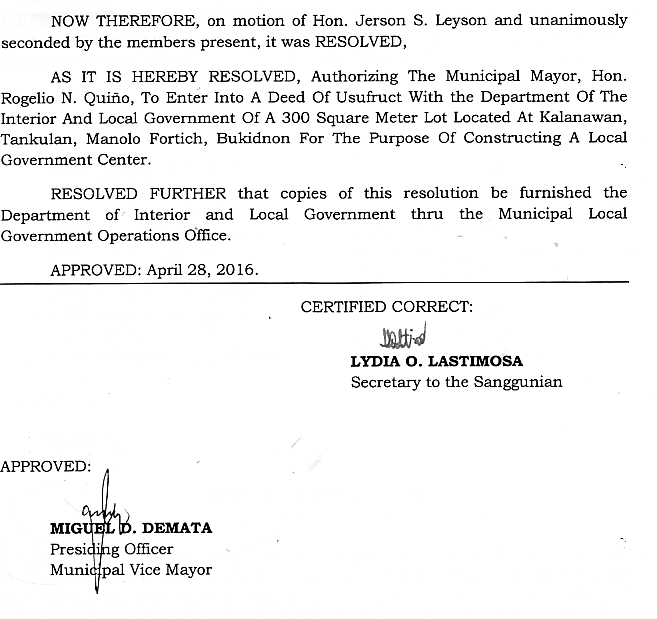 NOW THEREFORE, on motion of Hon. Jerson S. Leyson and unanimously
seconded by the members present, it was RESOLVED,
AS IT IS HEREBY RESOLVED, Authorizing The Municipal Mayor, Hon.
Rogelio N. Quiño, To Enter Into A Deed Of Usufruct With the Department Of The
Interior And Local Government Of A 300 Square Meter Lot Located At Kalanawan,
Tankulan, Manolo Fortich, Bukidnon For The Purpose Of Constructing A Local
Government Center.
RESOLVED FURTHER that copies of this resolution be furnished the
Department of Interior and Local Government thru the Municipal Local
Government Operations Office.
APPROVED: April 28, 2016.
CERTIFIED CORRECT:
LYDIA O. LASTIMOSA
Secretary to the Sanggunian
APPROVED:
MIGUEL D. DEMATA
Presiding Officer
Municipal Vice Mayor